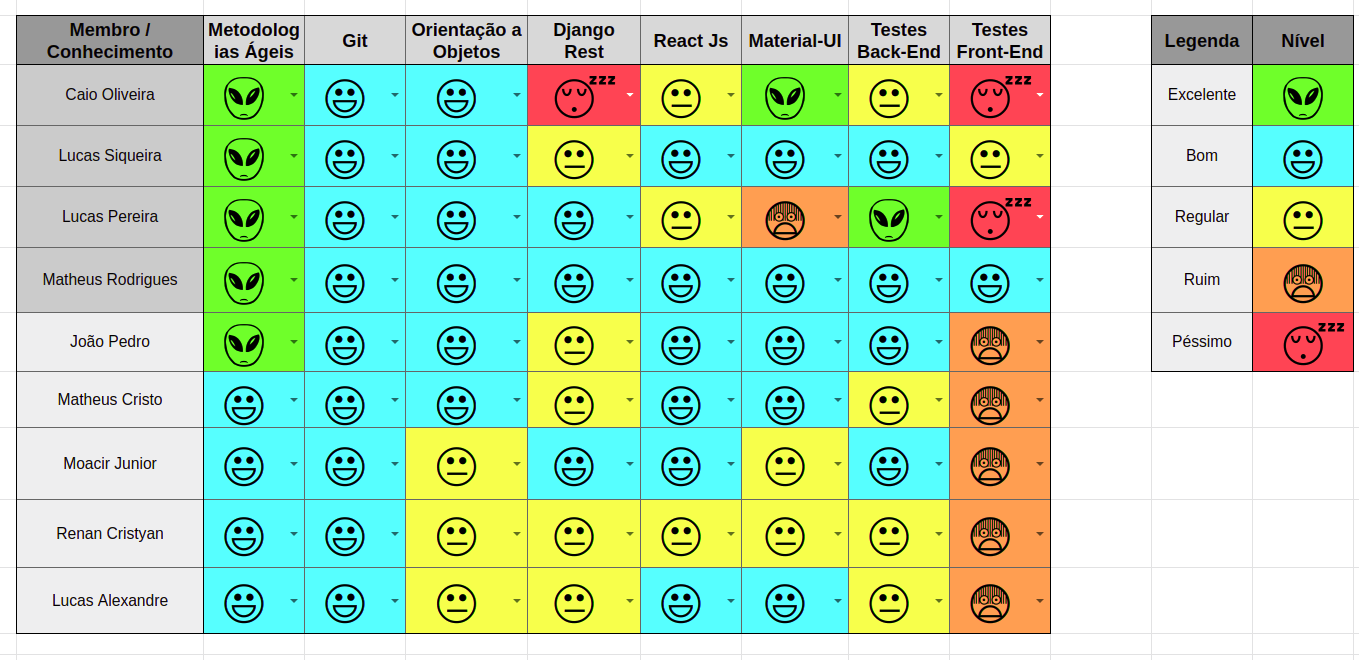 Membro /
Conhecimento
Metodolog
ias Ágeis
Git
Orientação a
Objetos
Django
Rest
React Js
Material-UI
Testes
Back-End
Testes
Front-End
Legenda
Nível
Caio Oliveira
zzz
zzz
Excelente
Lucas Siqueira
Bom
Lucas Pereira
zzz
Regular
Matheus Rodrigues
Ruim
João Pedro
Péssimo
zzz
Matheus Cristo
Moacir Junior
Renan Cristyan
Lucas Alexandre